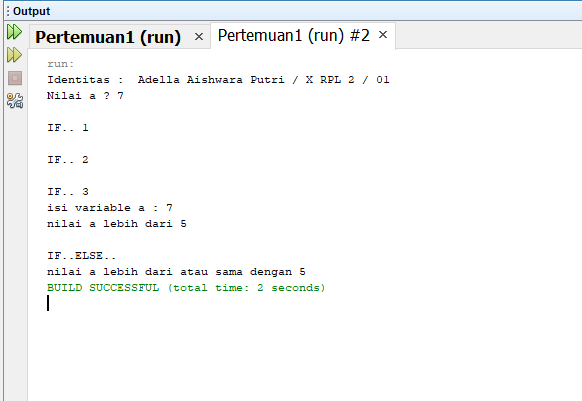 Output
Pertemuan1 (run) × Pertemuan1 (run) #2 ×
run:
Identitas :  Adella Aishwara Putri / X RPL 2 / 01
Nilai a ? 7
IF.. 1
IF.. 2
IF.. 3
isi variable a : 7
nilai a lebih dari 5
IF..ELSE..
nilai a lebih dari atau sama dengan 5
BUILD SUCCESSFUL (total time: 2 seconds)